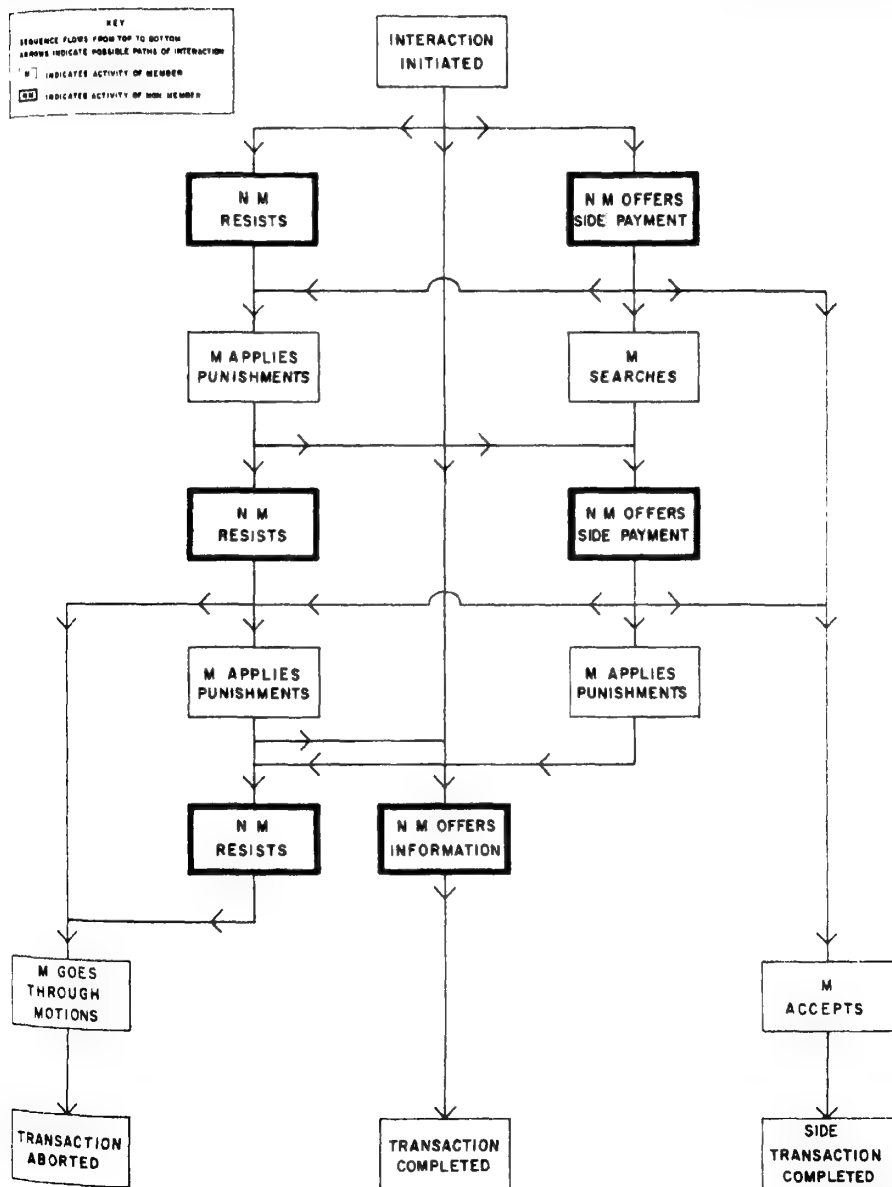 KEY
SEQUENCE FLOWS FROM TOP TO BOTTOM
ARROWS INDICATE POSSIBLE PATHS OF INTERACTION
M INDICATES ACTIVITY OF MEMBER
NM INDICATES ACTIVITY OF NON MEMBER
INTERACTION
INITIATED
N M
RESISTS
N M OFFERS
SIDE PAYMENT
M APPLIES
PUNISHMENTS
M
SEARCHES
N M
RESISTS
N M OFFERS
SIDE PAYMENT
M APPLIES
PUNISHMENTS
M APPLIES
PUNISHMENTS
N M
RESISTS
N M OFFERS
INFORMATION
M GOES
THROUGH
MOTIONS
M
ACCEPTS
TRANSACTION
ABORTED
TRANSACTION
COMPLETED
SIDE
TRANSACTION
COMPLETED